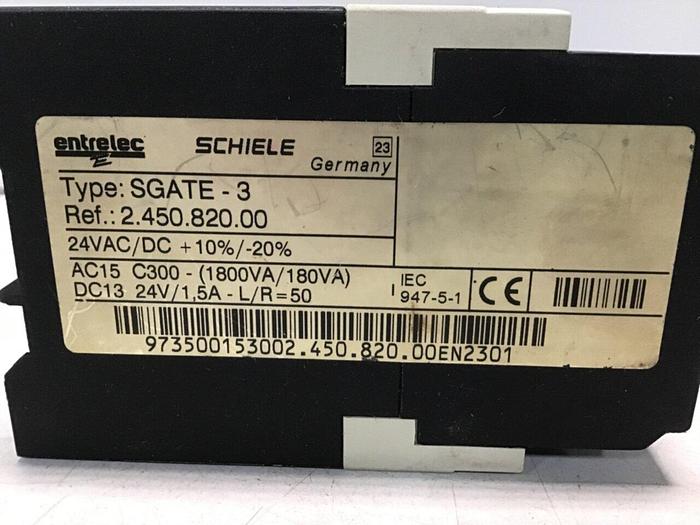 entrelec SCHIELE 23
Germany
Type: SGATE - 3
Ref.: 2.450.820.00
24VAC/DC +10%/-20%
AC15 C300 - (1800VA/180VA)
DC13 24V/1,5A - L/R=50
IEC
947-5-1
CE
973500153002.450.820.00EN2301